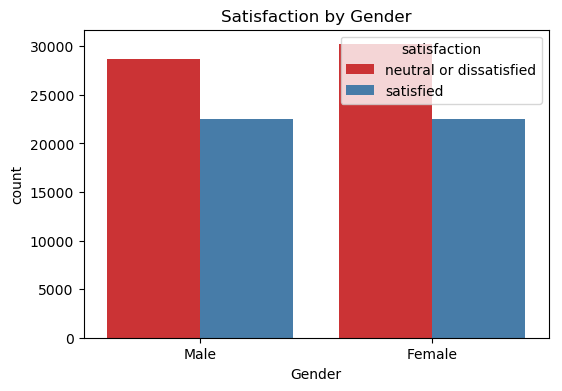 Satisfaction by Gender
satisfaction
neutral or dissatisfied
satisfied
30000
25000
20000
15000
10000
5000
0
count
Male
Female
Gender